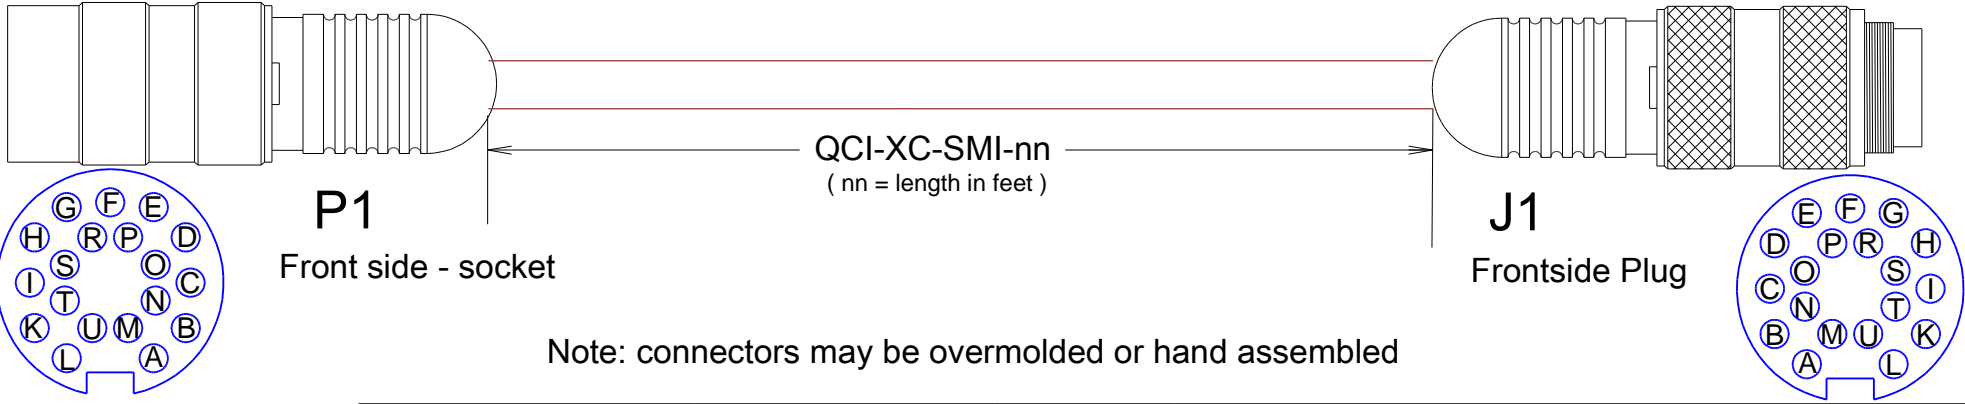 QCI-XC-SMI-nn
( nn = length in feet )
P1
Front side - socket
J1
Frontside Plug
Note: connectors may be overmolded or hand assembled
G F E
H R P D
S O
I C
T N
K U M B
L A
E F G
D P R H
O S
C I
N T
B M U K
A L